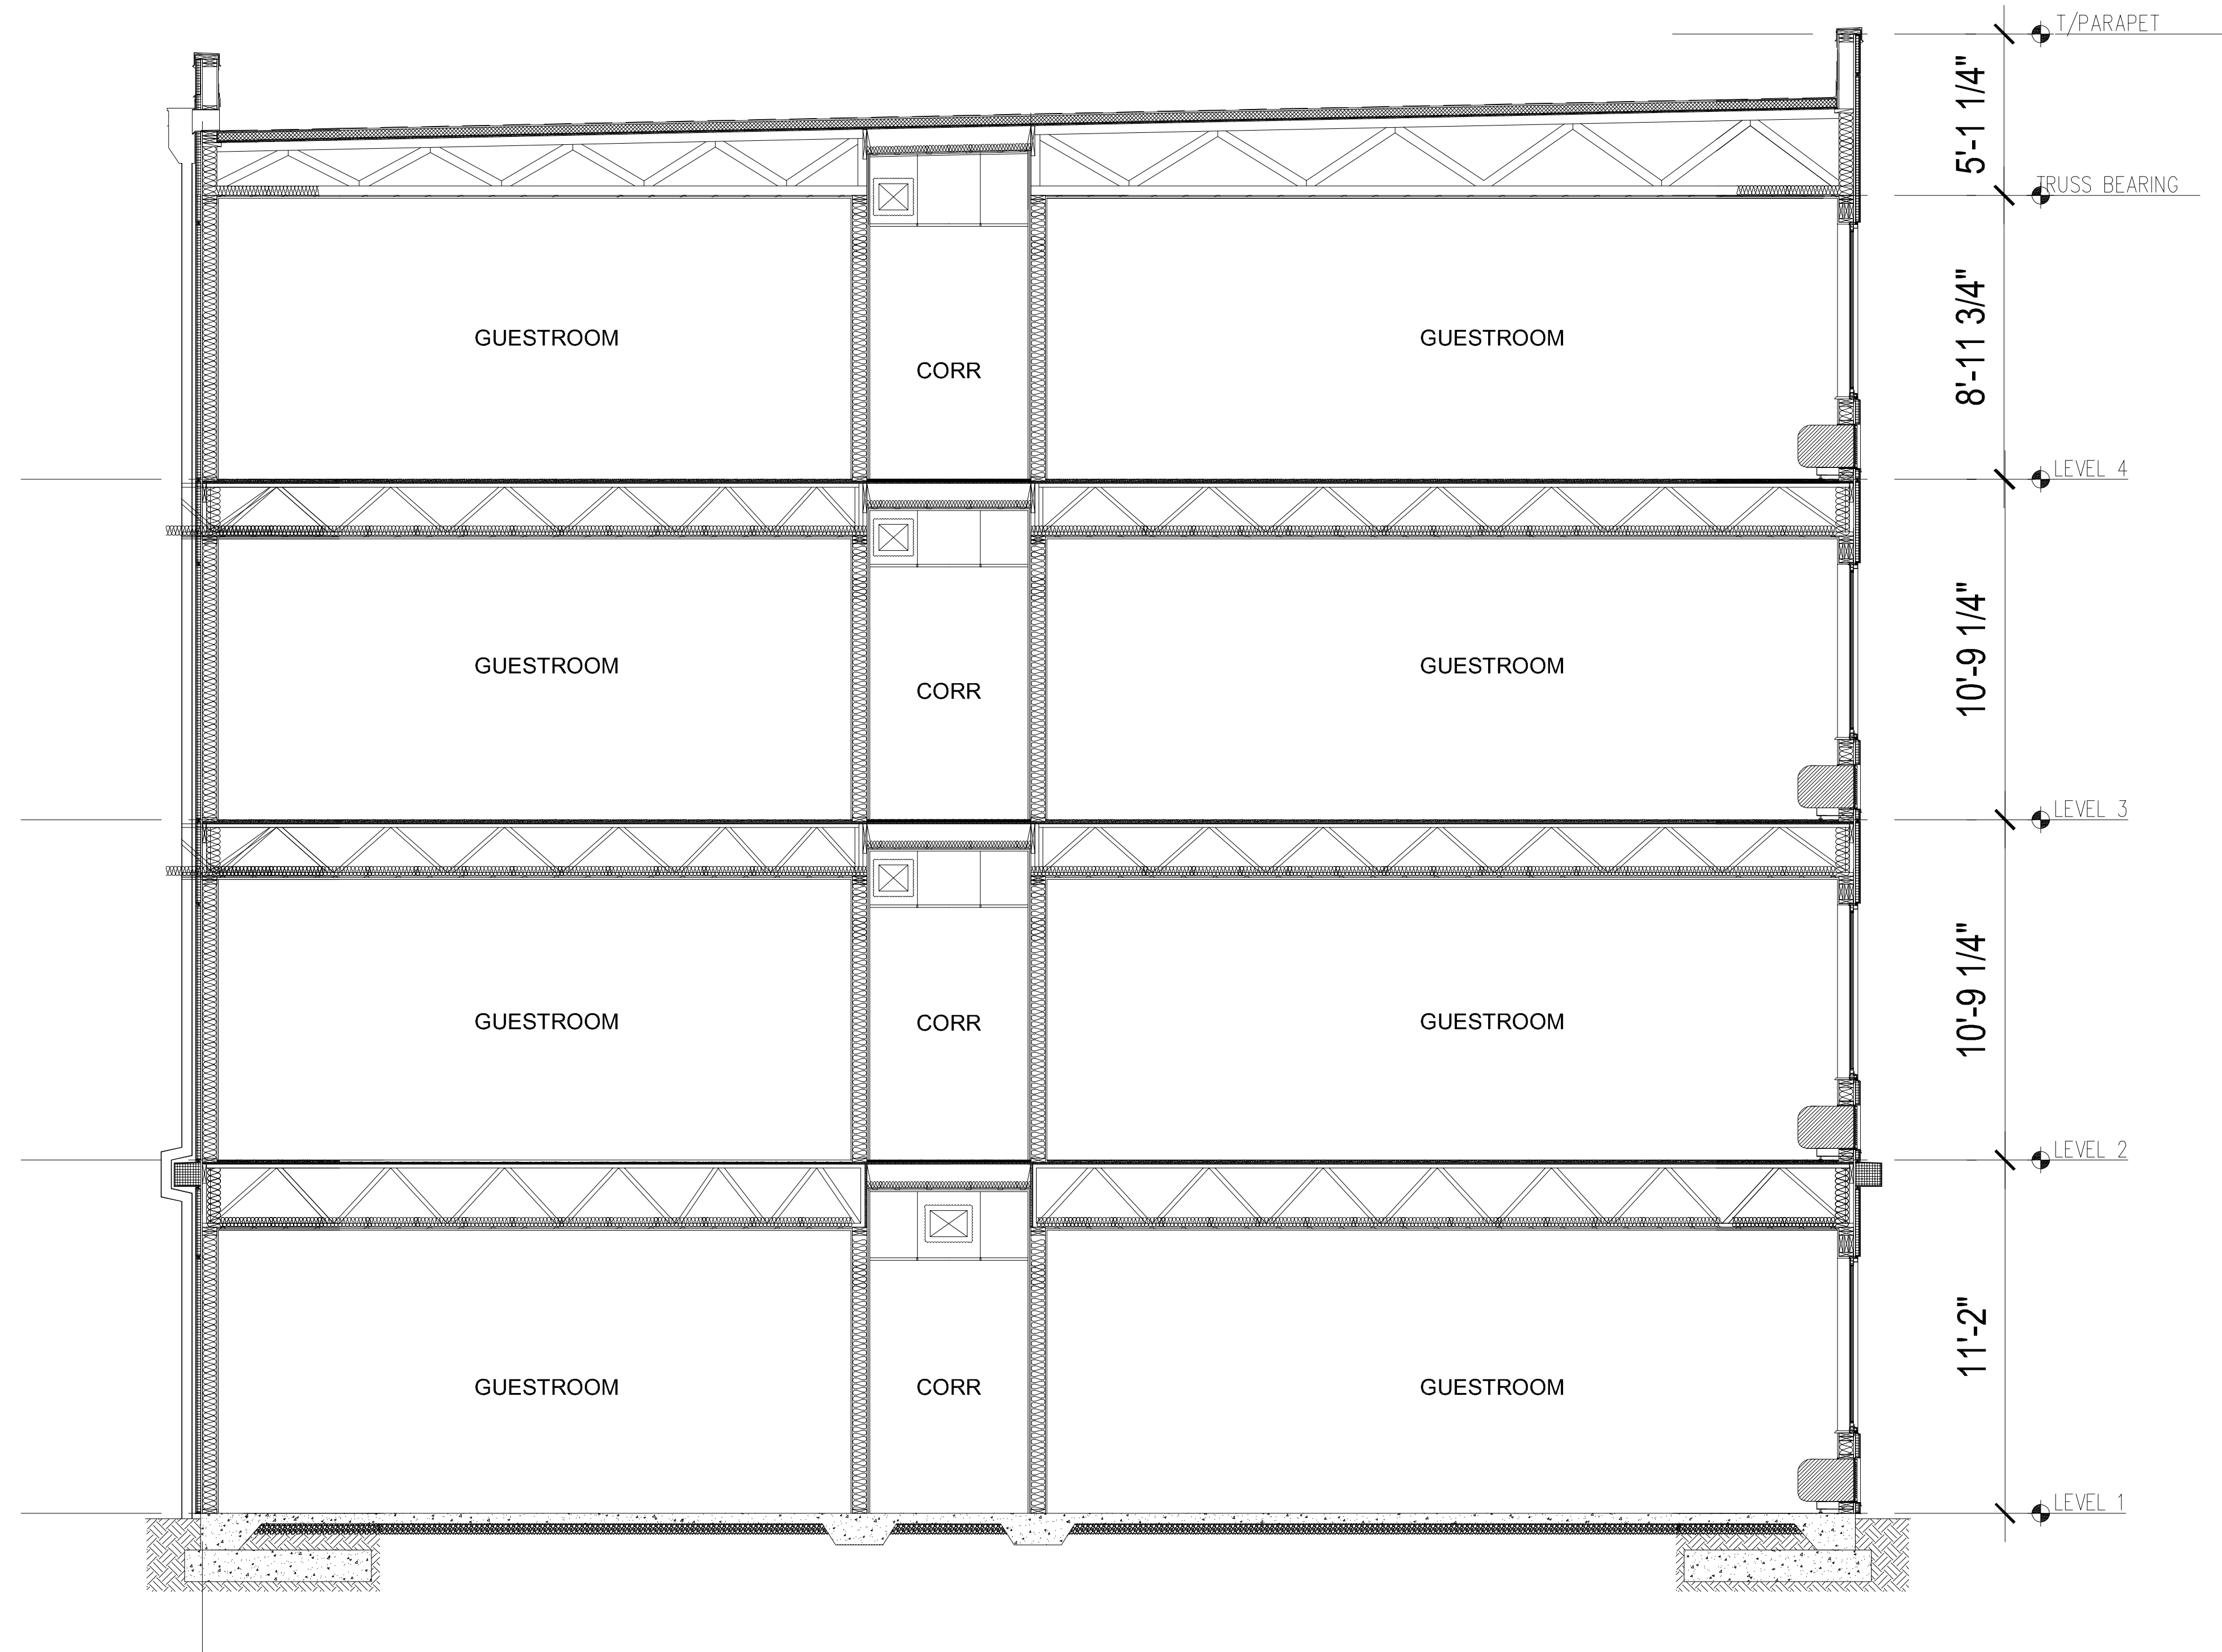 T/PARAPET
5'-1 1/4"
TRUSS BEARING
8'-11 3/4"
GUESTROOM
GUESTROOM
CORR
LEVEL 4
10'-9 1/4"
GUESTROOM
GUESTROOM
CORR
LEVEL 3
10'-9 1/4"
GUESTROOM
CORR
GUESTROOM
LEVEL 2
11'-2"
GUESTROOM
CORR
GUESTROOM
LEVEL 1